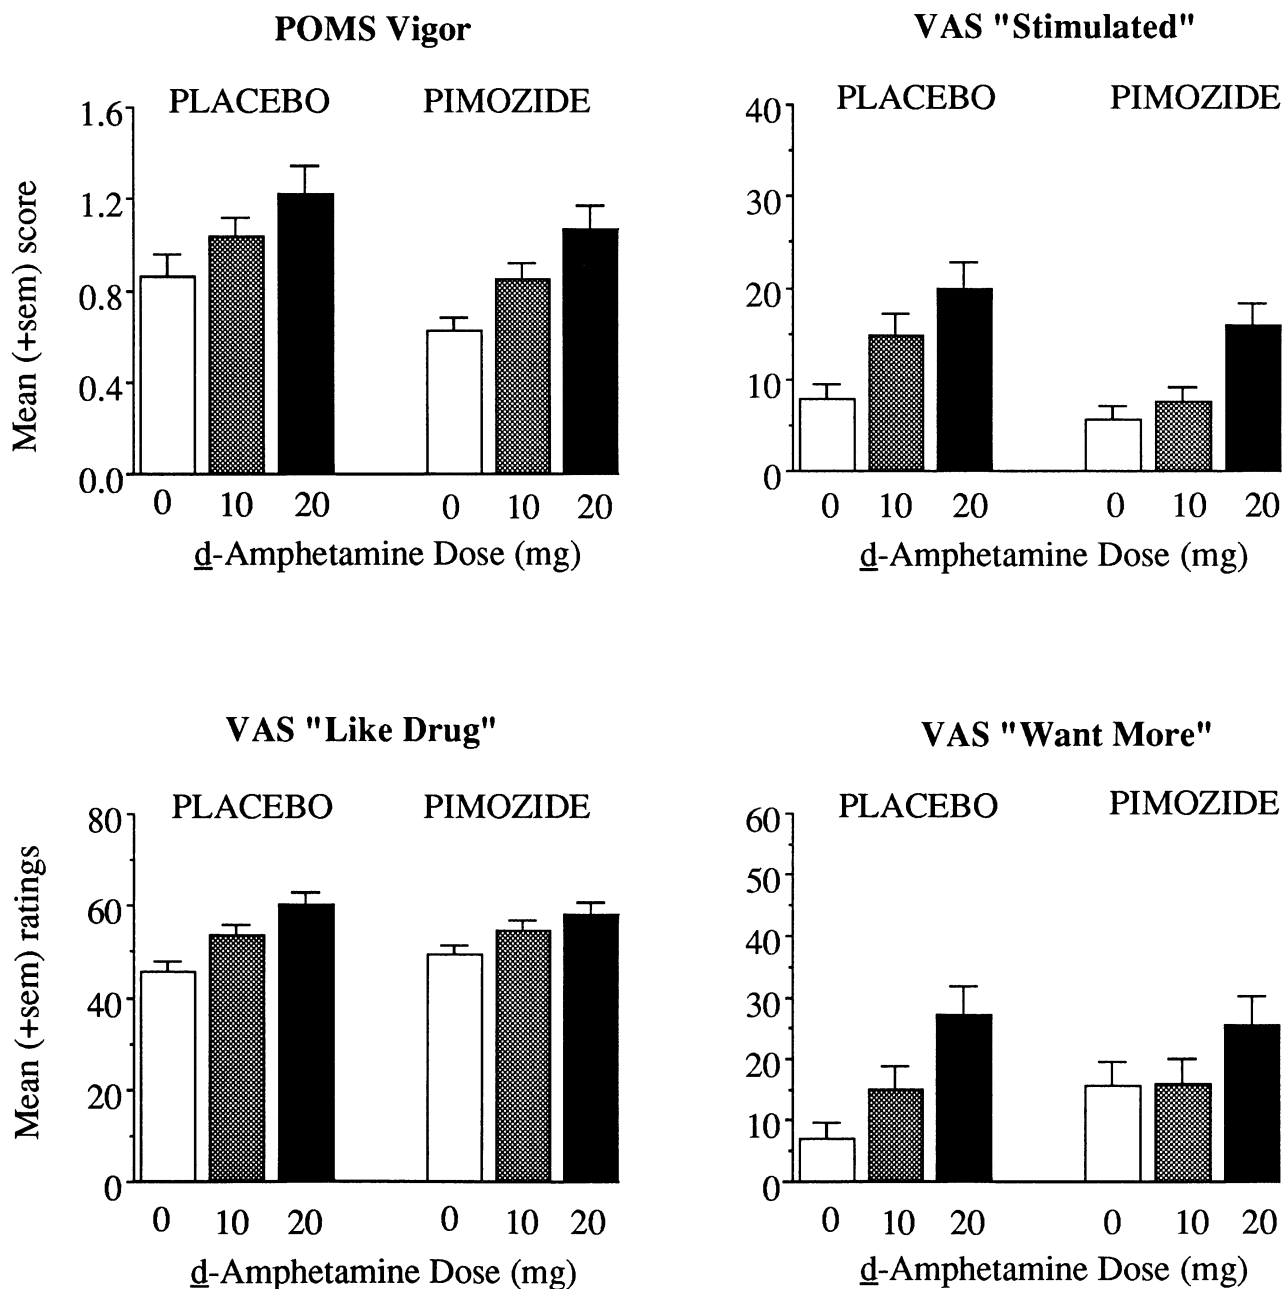 POMS Vigor
PLACEBO PIMOZIDE
Mean (+sem) score
1.6
1.2
0.8
0.4
0.0
0 10 20 0 10 20
d-Amphetamine Dose (mg)
VAS "Stimulated"
PLACEBO PIMOZIDE
40
30
20
10
0
0 10 20 0 10 20
d-Amphetamine Dose (mg)
VAS "Like Drug"
PLACEBO PIMOZIDE
Mean (+sem) ratings
80
60
40
20
0
0 10 20 0 10 20
d-Amphetamine Dose (mg)
VAS "Want More"
PLACEBO PIMOZIDE
60
50
40
30
20
10
0
0 10 20 0 10 20
d-Amphetamine Dose (mg)